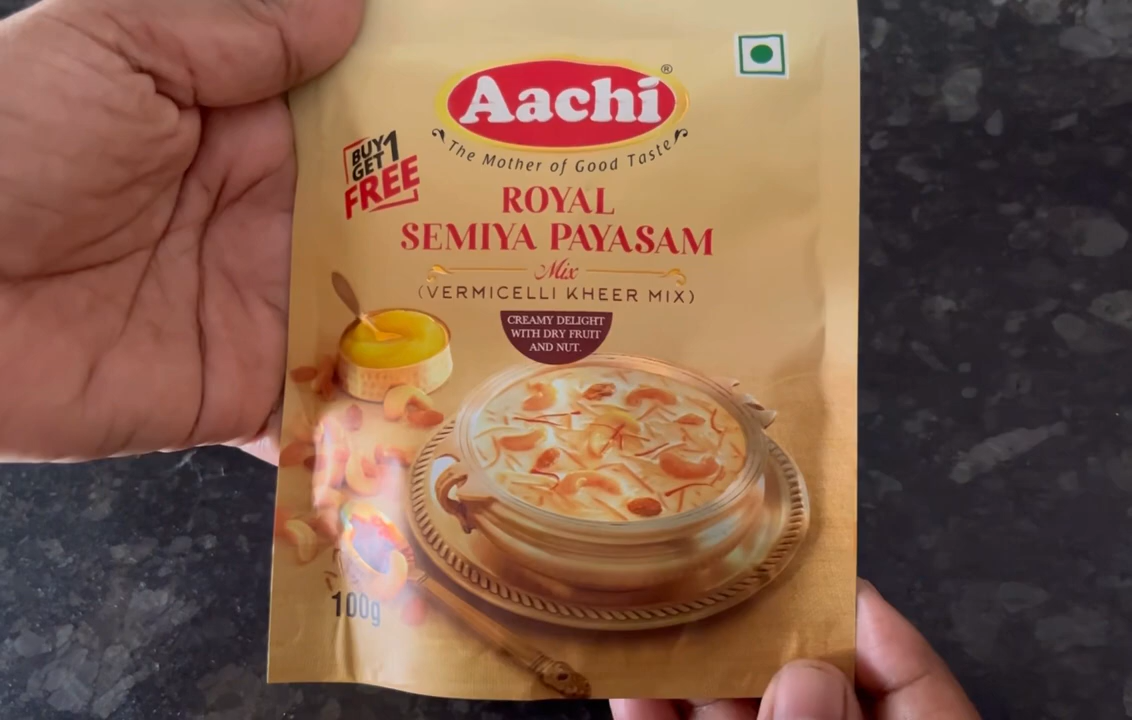 Aachi®
The Mother of Good Taste
BUY 1
GET
FREE
ROYAL
SEMIYA PAYASAM
Mix
(VERMICELLI KHEER MIX)
CREAMY DELIGHT
WITH DRY FRUIT
AND NUT.
100g